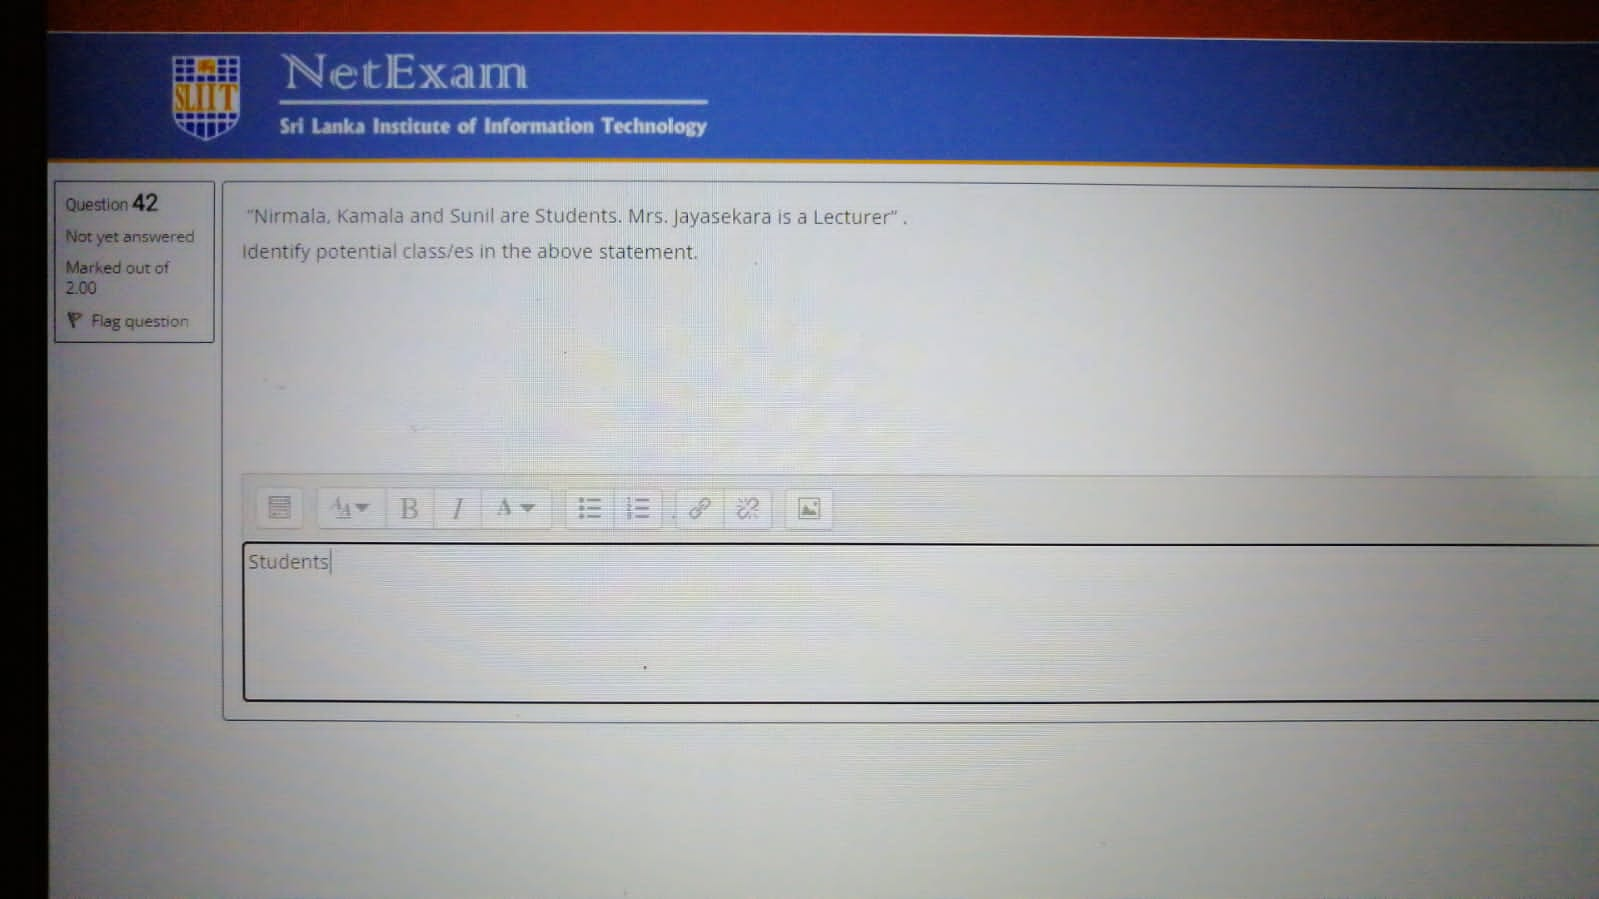 SLIIT
NetExam
Sri Lanka Institute of Information Technology
Question 42
Not yet answered
Marked out of
2.00
Flag question
"Nirmala, Kamala and Sunil are Students. Mrs. Jayasekara is a Lecturer" .
Identify potential class/es in the above statement.
B I A
Students